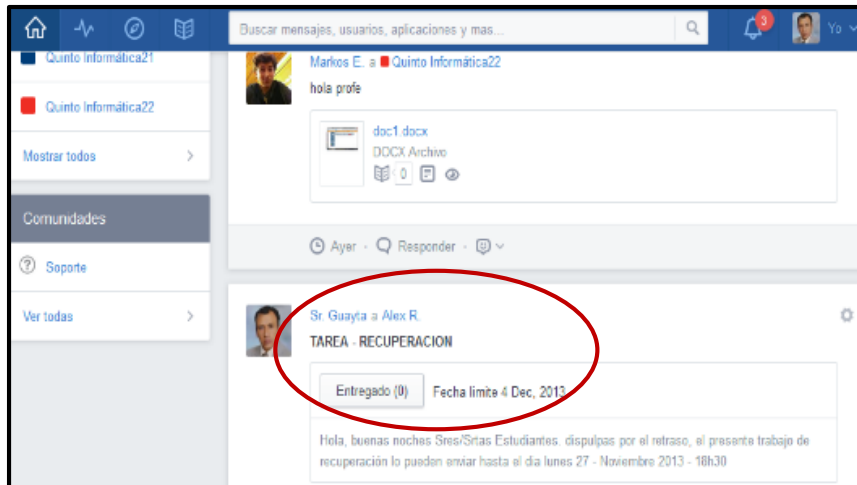 Buscar mensajes, usuarios, aplicaciones y mas...
3
Yo
Quinto Informática21
Quinto Informática22
Mostrar todos
Comunidades
Soporte
Ver todas
Markos E. a Quinto Informática22
hola profe
doc1.docx
DOCX Archivo
0
Ayer · Responder ·
Sr. Guayta a Alex R.
TAREA - RECUPERACION
Entregado (0) Fecha limite 4 Dec, 2013
Hola, buenas noches Sres/Srtas Estudiantes, dispulpas por el retraso, el presente trabajo de
recuperación lo pueden enviar hasta el dia lunes 27 - Noviembre 2013 - 18h30